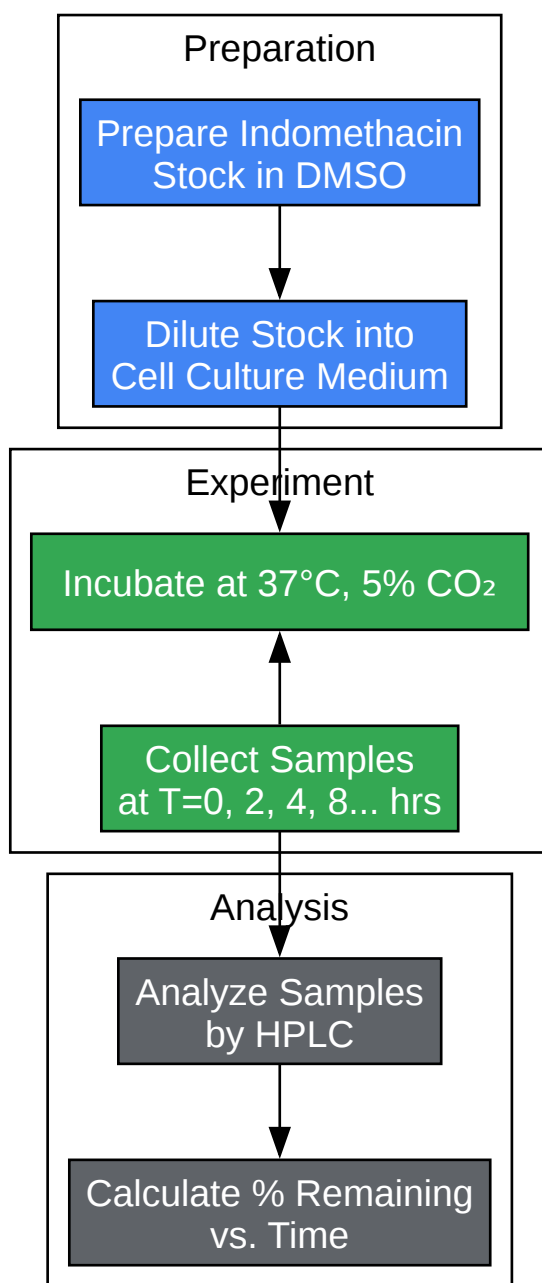 Preparation
Prepare Indomethacin
Stock in DMSO
Dilute Stock into
Cell Culture Medium
Experiment
Incubate at 37°C, 5% CO₂
Collect Samples
at T=0, 2, 4, 8... hrs
Analysis
Analyze Samples
by HPLC
Calculate % Remaining
vs. Time